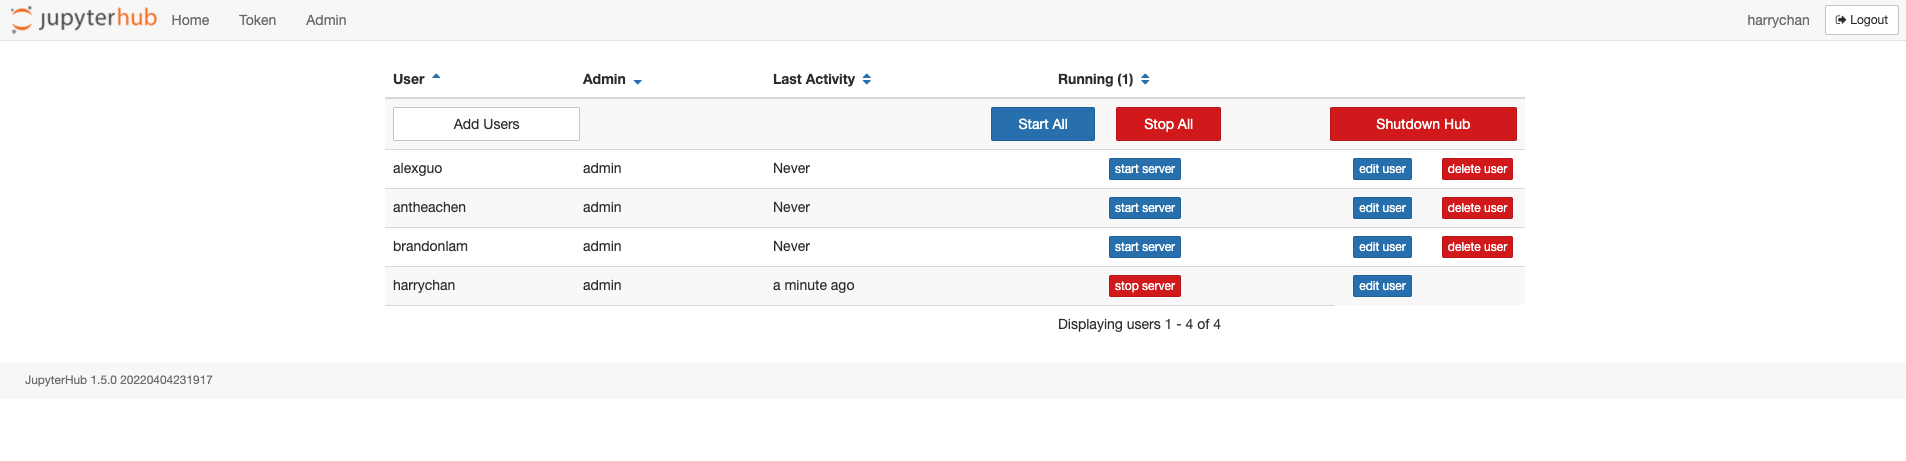 jupyterhub Home Token Admin harrychan Logout
User Admin Last Activity Running (1)
Add Users Start All Stop All Shutdown Hub
alexguo admin Never start server edit user delete user
antheachen admin Never start server edit user delete user
brandonlam admin Never start server edit user delete user
harrychan admin a minute ago stop server edit user
Displaying users 1 - 4 of 4
JupyterHub 1.5.0 20220404231917